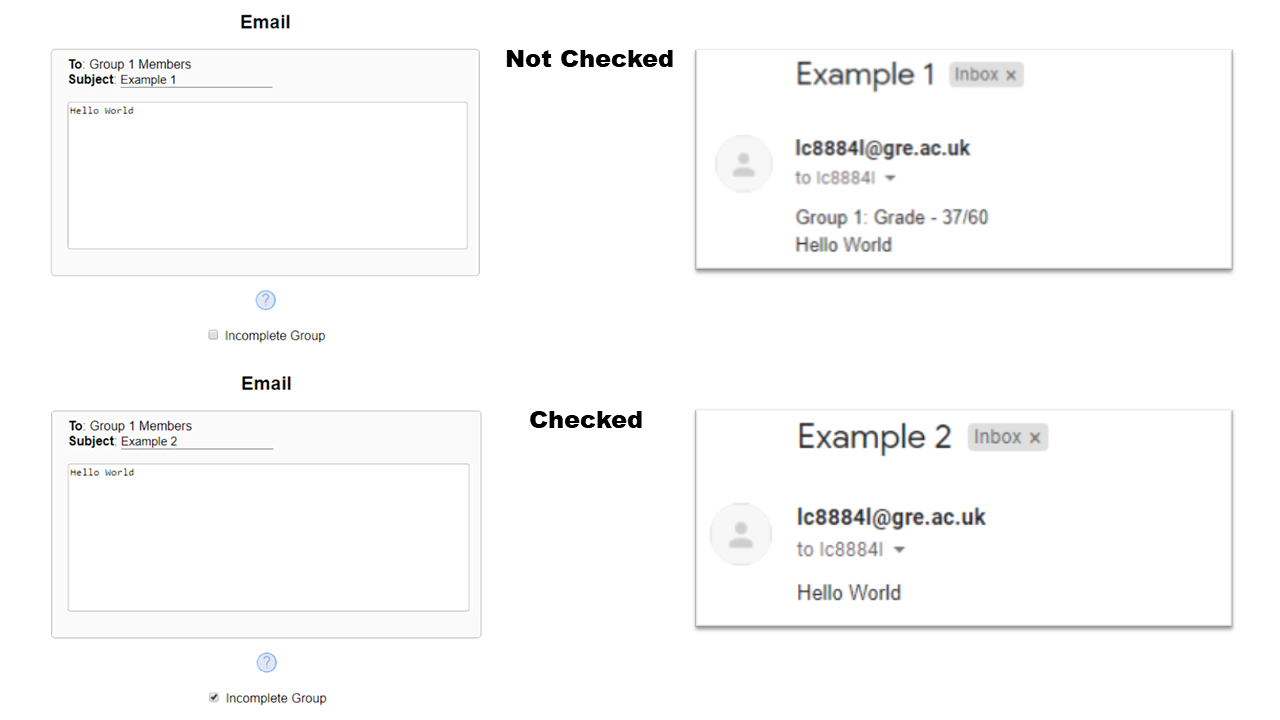 Email
To: Group 1 Members
Subject: Example 1
Hello World
?
Incomplete Group
Not Checked
Example 1 Inbox ×
lc8884l@gre.ac.uk
to lc8884l
Group 1: Grade - 37/60
Hello World
Email
To: Group 1 Members
Subject: Example 2
Hello World
?
Incomplete Group
Checked
Example 2 Inbox ×
lc8884l@gre.ac.uk
to lc8884l
Hello World